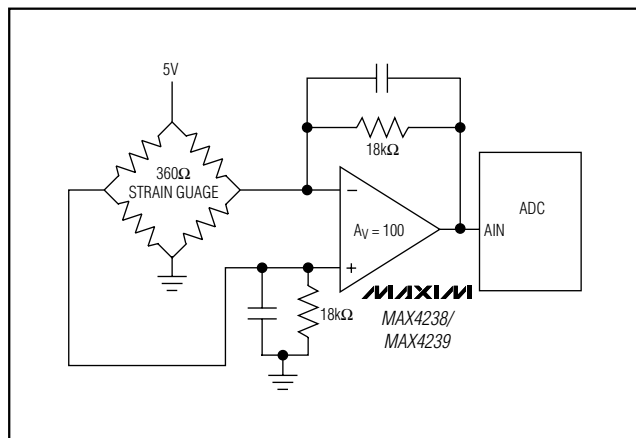 5V
360Ω
STRAIN GUAGE
18kΩ
−
AV = 100
+
AIN
ADC
18kΩ
MAXIM
MAX4238/
MAX4239